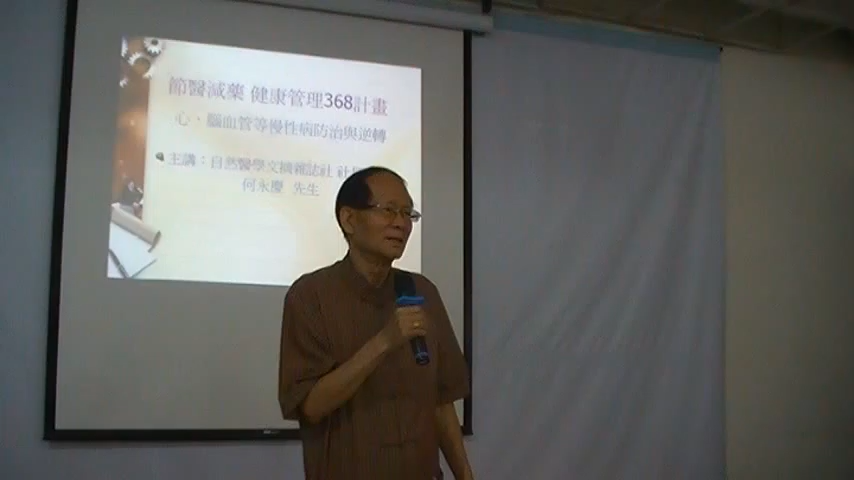 節醫減藥 健康管理368計畫
心、腦血管等慢性病防治與逆轉
主講：自然醫學文摘雜誌社 社
何永慶 先生